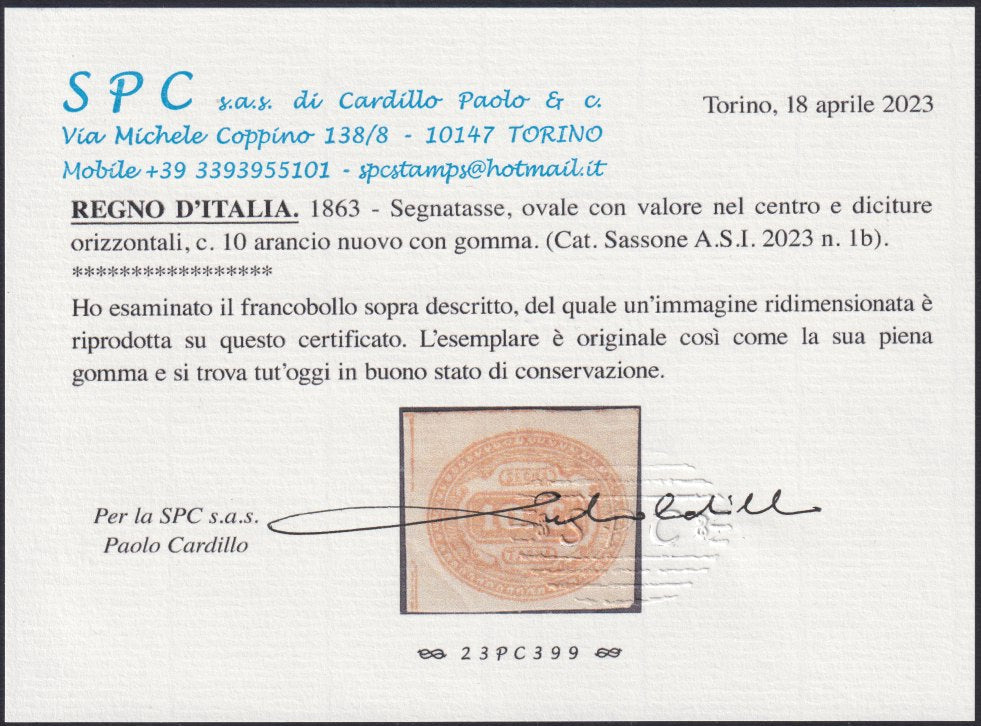 SPC s.a.s. di Cardillo Paolo & c.
Via Michele Coppino 138/8 - 10147 TORINO
Mobile +39 3393955101 - spcstamps@hotmail.it
Torino, 18 aprile 2023
REGNO D'ITALIA. 1863 - Segnatasse, ovale con valore nel centro e diciture
orizzontali, c. 10 arancio nuovo con gomma. (Cat. Sassone A.S.I. 2023 n. 1b).
*****************
Ho esaminato il francobollo sopra descritto, del quale un'immagine ridimensionata è
riprodotta su questo certificato. L'esemplare è originale così come la sua piena
gomma e si trova tut'oggi in buono stato di conservazione.
Per la SPC s.a.s.
Paolo Cardillo
23PC399